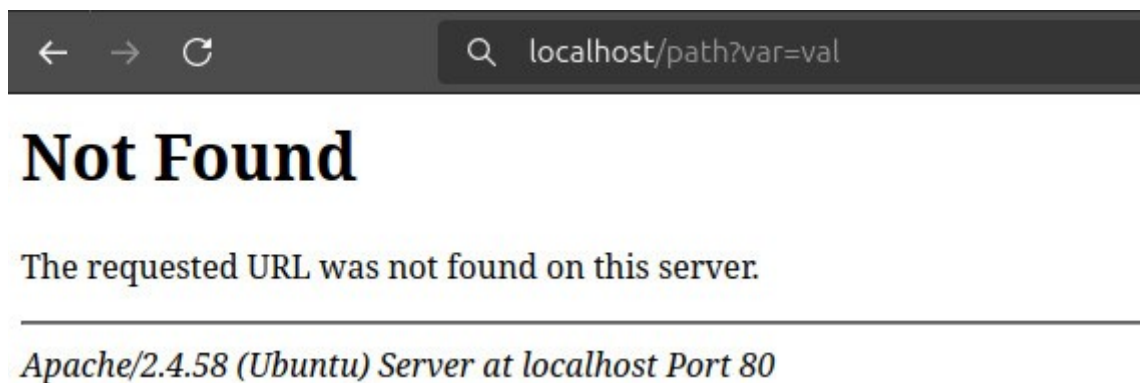 localhost/path?var=val
Not Found
The requested URL was not found on this server.
Apache/2.4.58 (Ubuntu) Server at localhost Port 80